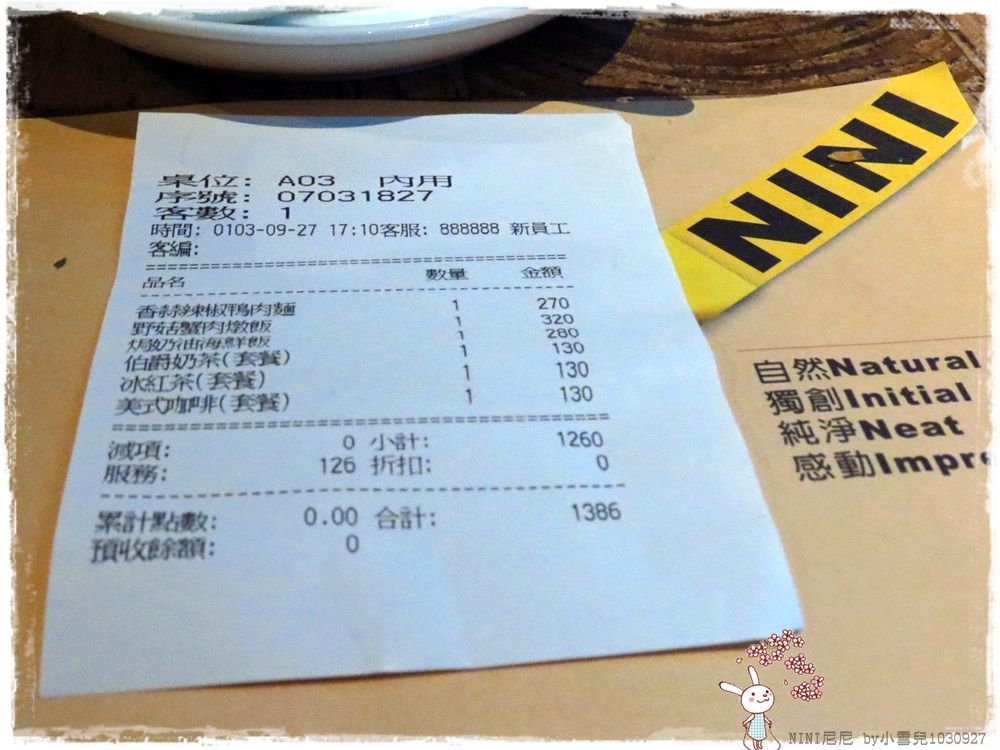 桌位: A03 內用
序號: 07031827
客數: 1
時間: 0103-09-27 17:10客服: 888888 新員工
客編:
品名 數量 金額
香蒜辣椒鴨肉麵 1 270
野菇蟹肉燉飯 1 320
焗奶油海鮮飯 1 280
伯爵奶茶(套餐) 1 130
冰紅茶(套餐) 1 130
美式咖啡(套餐) 1 130
減項: 0 小計: 1260
服務: 126 折扣: 0
累計點數: 0.00 合計: 1386
預收餘額: 0
NINI
自然Natural
獨創Initial
純淨Neat
感動Impre
NINI尼尼 by小雪兒1030927